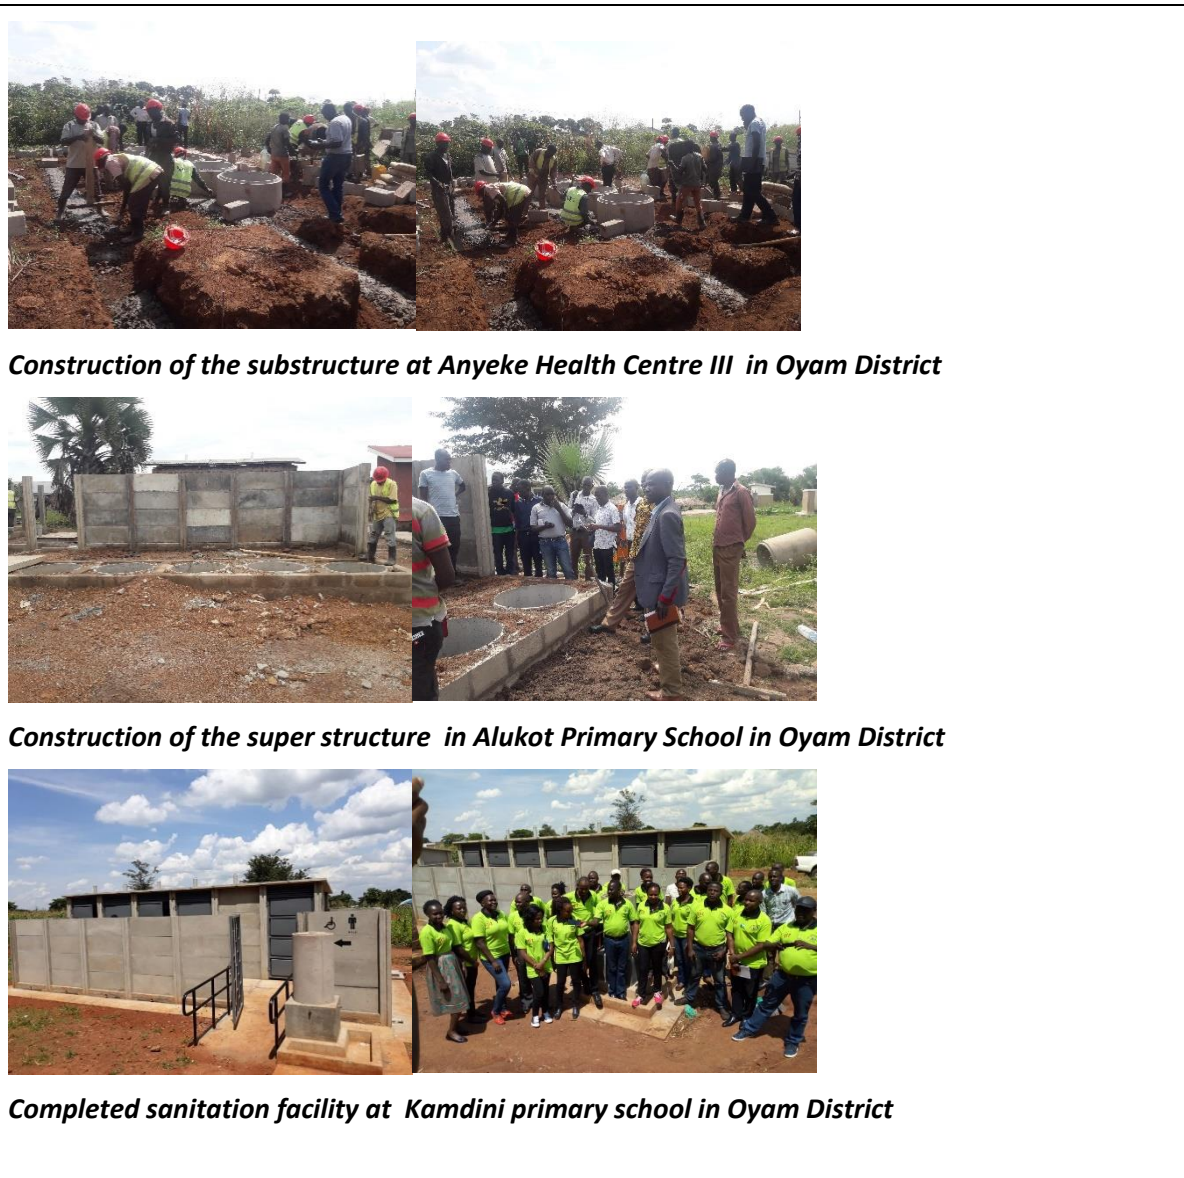 Construction of the substructure at Anyeke Health Centre III in Oyam District
Construction of the super structure in Alukot Primary School in Oyam District
Completed sanitation facility at Kamdini primary school in Oyam District